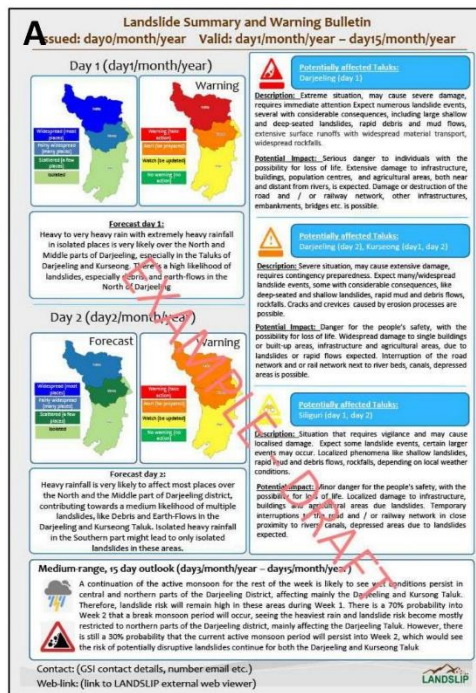 A
Landslide Summary and Warning Bulletin
Issued: day0/month/year Valid: day1/month/year – day15/month/year
Day 1 (day1/month/year)
Warning
Widespread (most places)
Fairly widespread (many places)
Scattered (a few places)
Isolated
Warning (take action)
Alert (be prepared)
Watch (be updated)
No warning (no action)
Forecast day 1:
Heavy to very heavy rain with extremely heavy rainfall
in isolated places is very likely over the North and
Middle parts of Darjeeling, especially in the Taluks of
Darjeeling and Kurseong. There is a high likelihood of
landslides, especially debris and earth-flows in the
North of Darjeeling
Day 2 (day2/month/year)
Forecast
Warning
Widespread (most places)
Fairly widespread (many places)
Scattered (a few places)
Isolated
Warning (take action)
Alert (be prepared)
Watch (be updated)
No warning (no action)
Forecast day 2:
Heavy rainfall is very likely to affect most places over
the North and the Middle part of Darjeeling district,
contributing towards a medium likelihood of multiple
landslides, like Debris and Earth-Flows in the
Darjeeling and Kurseong Taluk. Isolated heavy rainfall
in the Southern part might lead to only isolated
landslides in these areas.
Potentially affected Taluks:
Darjeeling (day 1)
Description: Extreme situation, may cause severe damage,
requires immediate attention Expect numerous landslide events,
several with considerable consequences, including large shallow
and deep-seated landslides, rapid debris and mud flows,
extensive surface runoffs with widespread material transport,
widespread rockfalls.
Potential Impact: Serious danger to individuals with the
possibility for loss of life. Extensive damage to infrastructure,
buildings, population centres, and agricultural areas, both near
and distant from rivers, is expected. Damage or destruction of the
road and / or railway network, other infrastructures,
embankments, bridges etc. is possible.
Potentially affected Taluks:
Darjeeling (day 2), Kurseong (day1, day 2)
Description: Severe situation, may cause extensive damage,
requires contingency preparedness. Expect many/widespread
landslide events, some with considerable consequences, like
deep-seated and shallow landslides, rapid mud and debris flows,
rockfalls. Cracks and crevices caused by erosion processes are
possible.
Potential Impact: Danger for the people's safety, with the
possibility for loss of life. Widespread damage to single buildings
or built-up areas, infrastructure and agricultural areas, due to
landslides or rapid flows expected. Interruption of the road
network and or rail network next to river beds, canals, depressed
areas is possible.
Potentially affected Taluks:
Siliguri (day 1, day 2)
Description: Situation that requires vigilance and may cause
localised damage. Expect some landslide events, certain larger
events may occur. Localized phenomena like shallow landslides,
rapid mud and debris flows, rockfalls, depending on local weather
conditions.
Potential Impact: Minor danger for the people's safety, with the
possibility for loss of life. Localized damage to infrastructure,
buildings and agricultural areas due landslides. Temporary
interruptions to the road and / or railway network in close
proximity to rivers, canals, depressed areas due to landslides
expected.
Medium-range, 15 day outlook (day3/month/year – day15/month/year)
A continuation of the active monsoon for the rest of the week is likely to see wet conditions persist in
central and northern parts of the Darjeeling District, affecting mainly the Darjeeling and Kursong Taluk.
Therefore, landslide risk will remain high in these areas during Week 1. There is a 70% probability into
Week 2 that a break monsoon period will occur, seeing the heaviest rain and landslide risk become mostly
restricted to northern parts of the Darjeeling district, mainly affecting the Darjeeling Taluk. However, there
is still a 30% probability that the current active monsoon period will persist into Week 2, which would see
the risk of potentially disruptive landslides continue for both the Darjeeling and Kurseong Taluk
Contact: (GSI contact details, number email etc.)
Web-link: (link to LANDSLIP external web viewer)
LANDSLIP
EXAMPLE - DRAFT